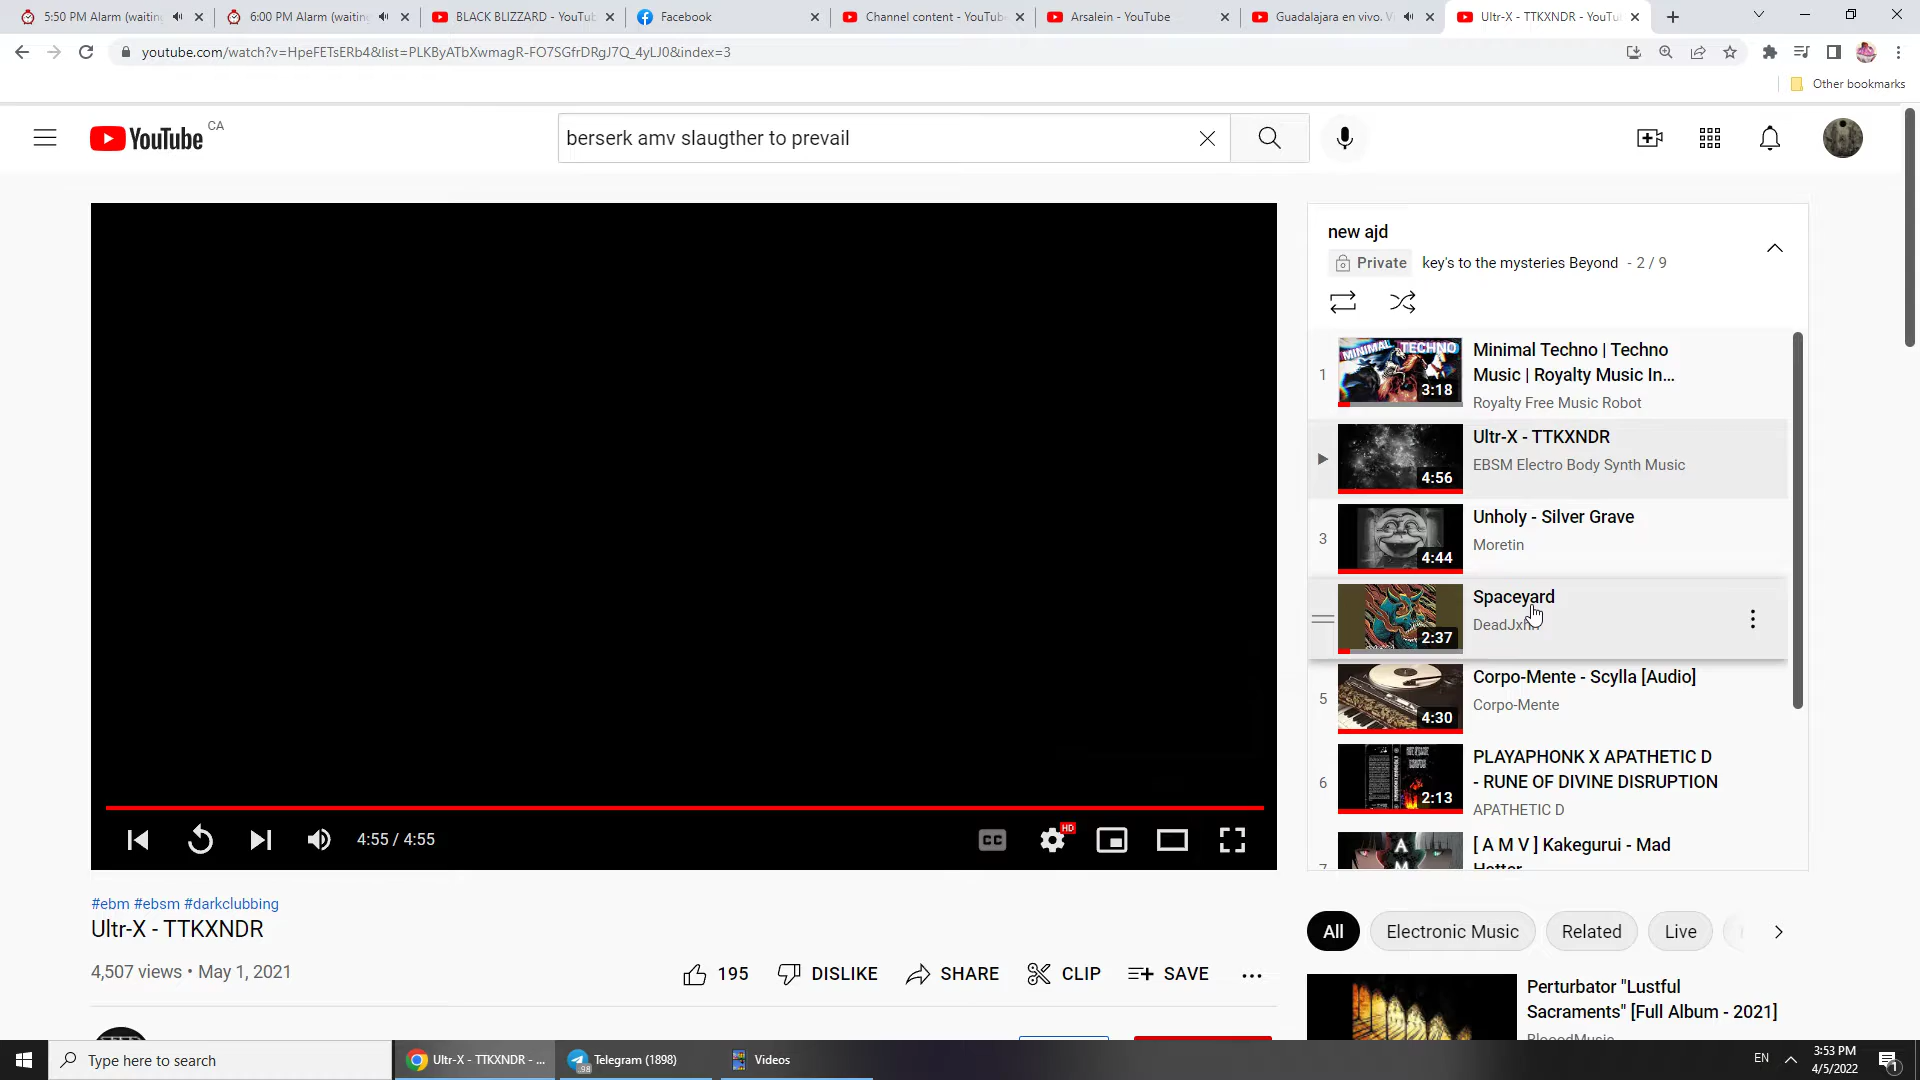 5:50 PM Alarm (waiting
6:00 PM Alarm (waiting
BLACK BLIZZARD - YouTub
Facebook
Channel content - YouTub
Arsalein - YouTube
Guadalajara en vivo. V
Ultr-X - TTKXNDR - YouTu
youtube.com/watch?v=HpeFETsERb4&list=PLKByATbXwmagR-FO7SGfrDRgJ7Q_4yLJ0&index=3
Other bookmarks
YouTube CA
berserk amv slaugther to prevail
new ajd
Private key's to the mysteries Beyond - 2 / 9
MINIMAL TECHNO
1
3:18
Minimal Techno | Techno
Music | Royalty Music In...
Royalty Free Music Robot
4:56
Ultr-X - TTKXNDR
EBSM Electro Body Synth Music
3
4:44
Unholy - Silver Grave
Moretin
2:37
Spaceyard
5
4:30
Corpo-Mente - Scylla [Audio]
Corpo-Mente
6
2:13
PLAYAPHONK X APATHETIC D
- RUNE OF DIVINE DISRUPTION
APATHETIC D
7
A
M
[ A M V ] Kakegurui - Mad
Hatter
4:55 / 4:55
CC
HD
#ebm #ebsm #darkclubbing
Ultr-X - TTKXNDR
4,507 views • May 1, 2021
195
DISLIKE
SHARE
CLIP
SAVE
All
Electronic Music
Related
Live
Perturbator "Lustful
Sacraments" [Full Album - 2021]
BloodMusic
Type here to search
Ultr-X - TTKXNDR - ...
Telegram (1898)
Videos
EN
3:53 PM
4/5/2022
1